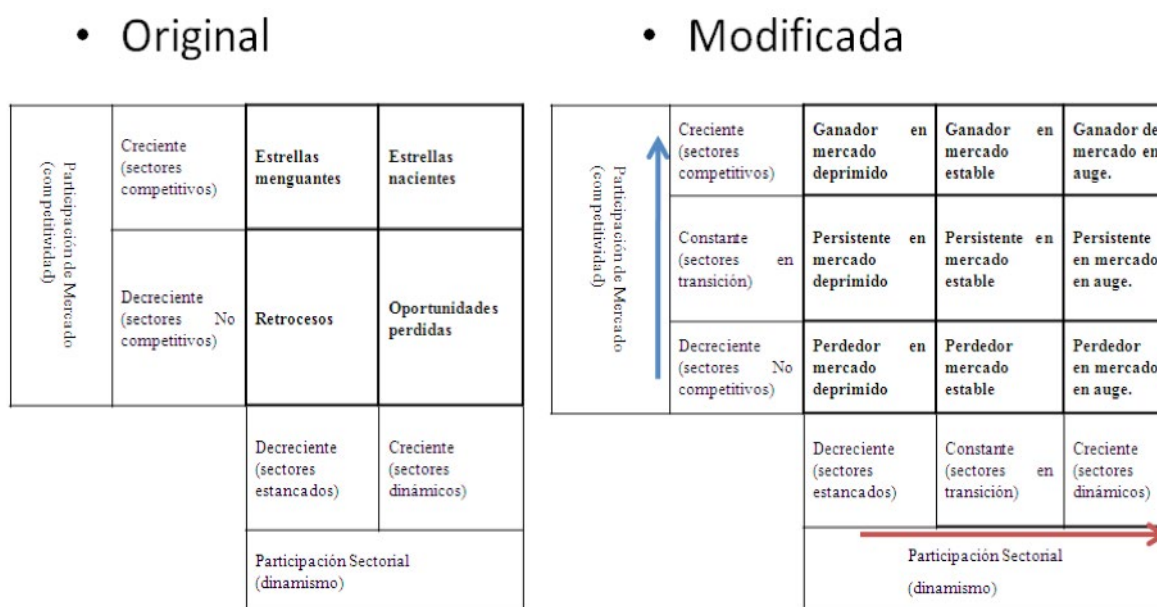 • Original
Participación de Mercado
(competitividad)
Creciente
(sectores
competitivos)
Estrellas
menguantes
Estrellas
nacientes
Decreciente
(sectores No
competitivos)
Retrocesos
Oportunidades
perdidas
Decreciente
(sectores
estancados)
Creciente
(sectores
dinámicos)
Participación Sectorial
(dinamismo)
• Modificada
Participación de Mercado
(competitividad)
Creciente
(sectores
competitivos)
Ganador en
mercado
deprimido
Ganador en
mercado
estable
Ganador de
mercado en
auge.
Constante
(sectores en
transición)
Persistente en
mercado
deprimido
Persistente en
mercado
estable
Persistente
en mercado
en auge.
Decreciente
(sectores No
competitivos)
Perdedor en
mercado
deprimido
Perdedor
mercado
estable
Perdedor
en mercado
en auge.
Decreciente
(sectores
estancados)
Constante
(sectores en
transición)
Creciente
(sectores
dinámicos)
Participación Sectorial
(dinamismo)